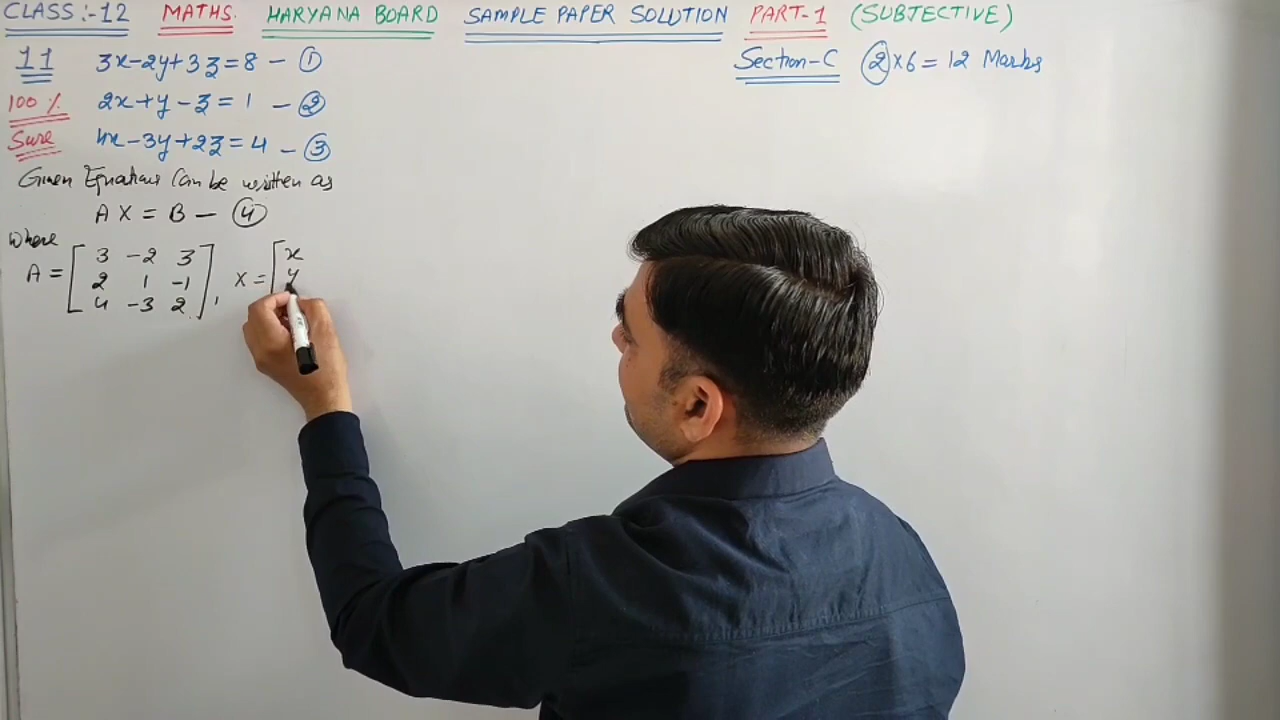 CLASS :- 12 MATHS. HARYANA BOARD SAMPLE PAPER SOLUTION PART-1 (SUBJECTIVE)
Section-C ② × 6 = 12 Marks
11 3x-2y+3z=8 - ①
100 % 2x+y-z=1 - ②
Sure 4x-3y+2z=4 - ③
Given Equations Can be written as
AX = B - ④
Where
A = [3 -2 3
2 1 -1
4 -3 2], X = [x
y